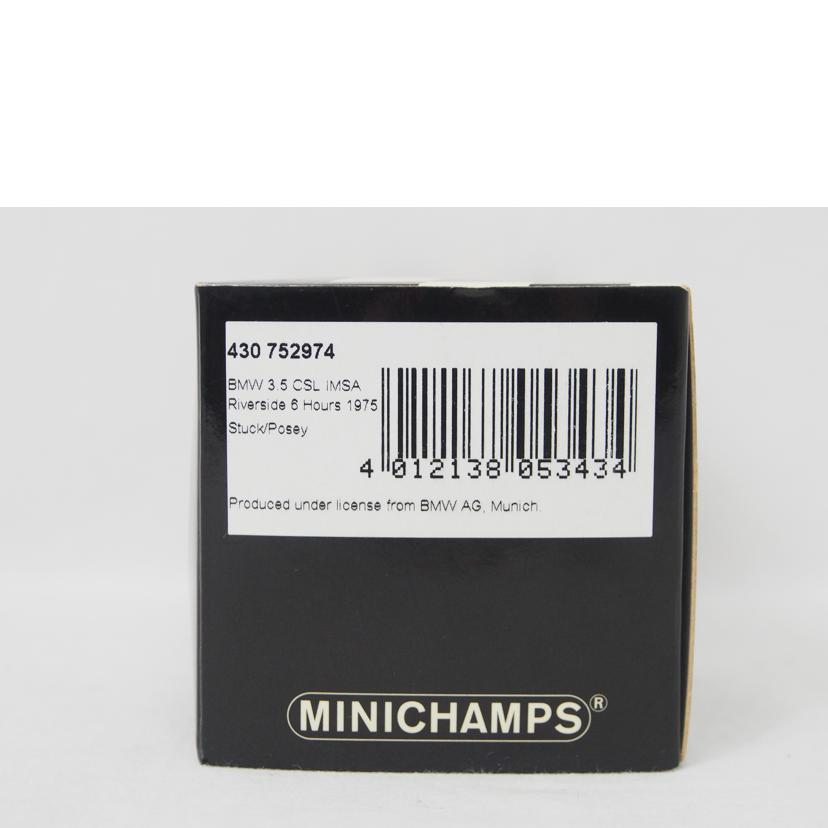 430 752974
BMW 3.5 CSL IMSA
Riverside 6 Hours 1975
Stuck/Posey
4 012138 053434
Produced under license from BMW AG, Munich.
MINICHAMPS®